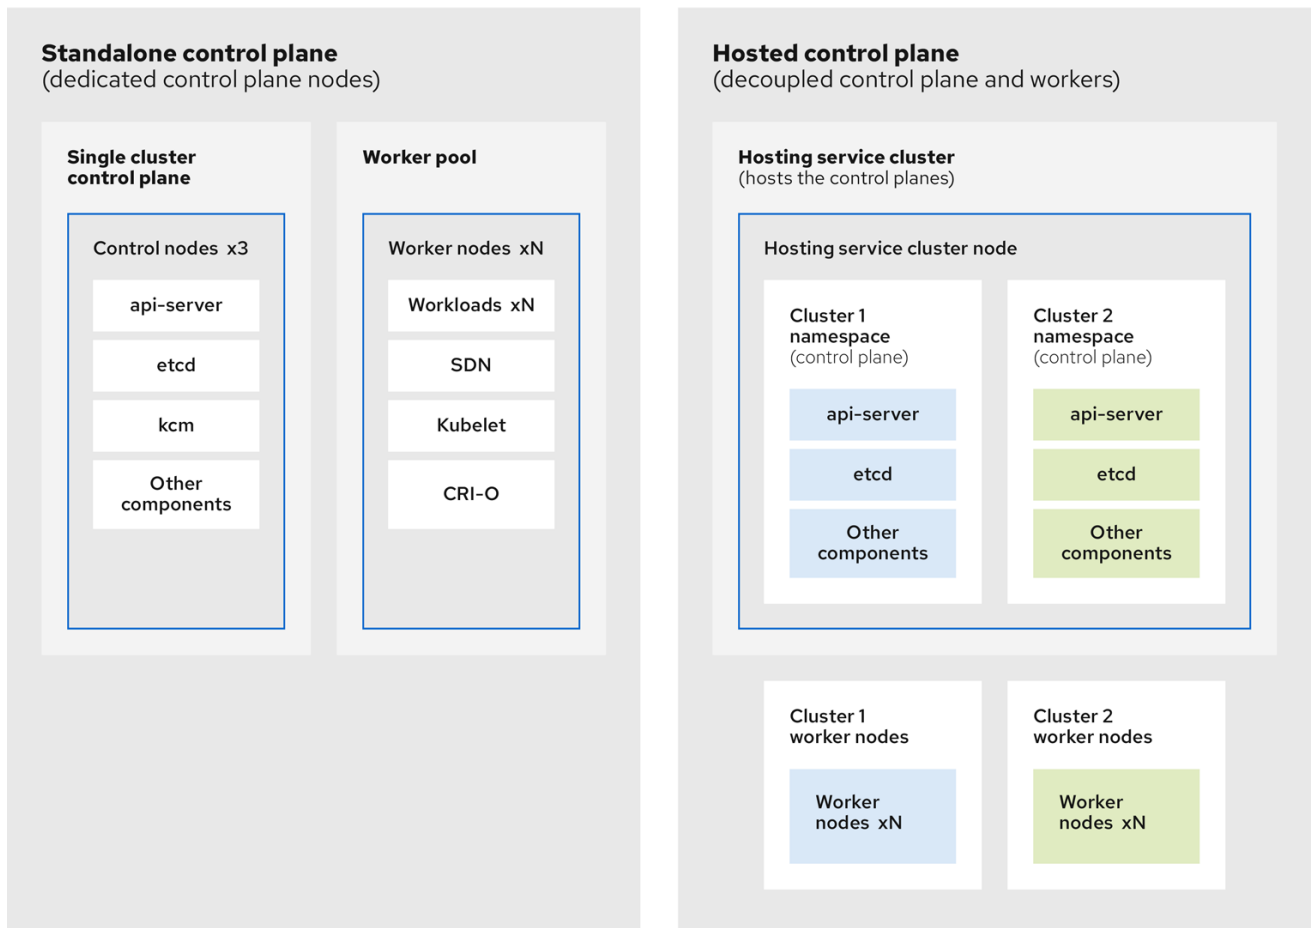 Standalone control plane
(dedicated control plane nodes)
Single cluster
control plane
Control nodes x3
api-server
etcd
kcm
Other
components
Worker pool
Worker nodes xN
Workloads xN
SDN
Kubelet
CRI-O
Hosted control plane
(decoupled control plane and workers)
Hosting service cluster
(hosts the control planes)
Hosting service cluster node
Cluster 1
namespace
(control plane)
api-server
etcd
Other
components
Cluster 2
namespace
(control plane)
api-server
etcd
Other
components
Cluster 1
worker nodes
Worker
nodes xN
Cluster 2
worker nodes
Worker
nodes xN